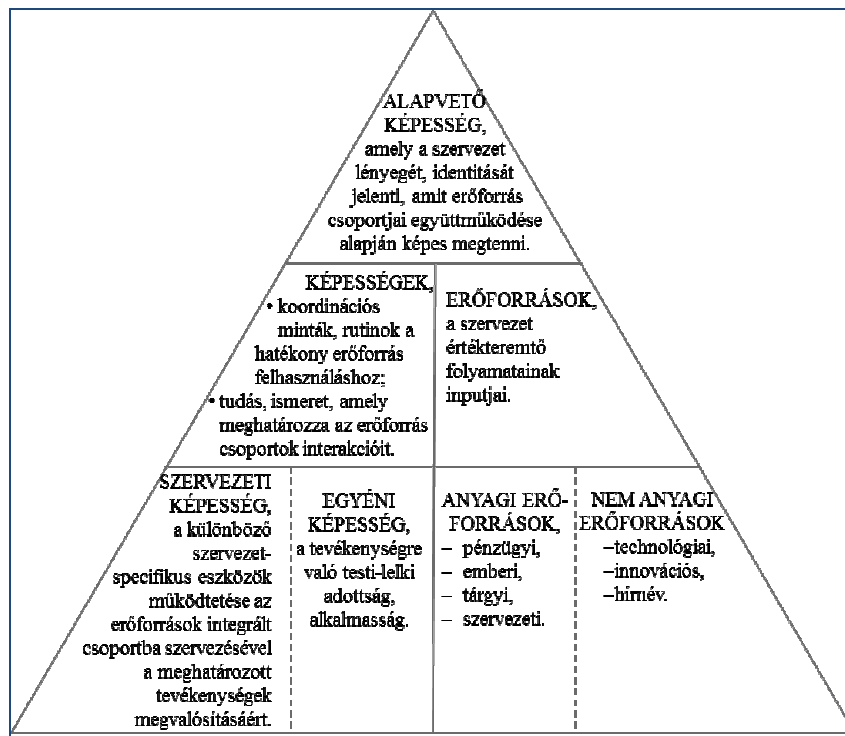 ALAPVETŐ
KÉPESSÉG,
amely a szervezet
lényegét, identitását
jelenti, amit erőforrás
csoportjai együttműködése
alapján képes megtenni.
KÉPESSÉGEK,
• koordinációs
minták, rutinok a
hatékony erőforrás
felhasználáshoz;
• tudás, ismeret, amely
meghatározza az erőforrás
csoportok interakcióit.
ERŐFORRÁSOK,
a szervezet
értékteremtő
folyamatainak
inputjai.
SZERVEZETI
KÉPESSÉG,
a különböző
szervezet-
specifikus eszközök
működtetése az
erőforrások integrált
csoportba szervezésével
a meghatározott
tevékenységek
megvalósításáért.
EGYÉNI
KÉPESSÉG,
a tevékenységre
való testi-lelki
adottság,
alkalmasság.
ANYAGI ERŐ-
FORRÁSOK,
– pénzügyi,
– emberi,
– tárgyi,
– szervezeti.
NEM ANYAGI
ERŐFORRÁSOK
–technológiai,
–innovációs,
–hírnév.